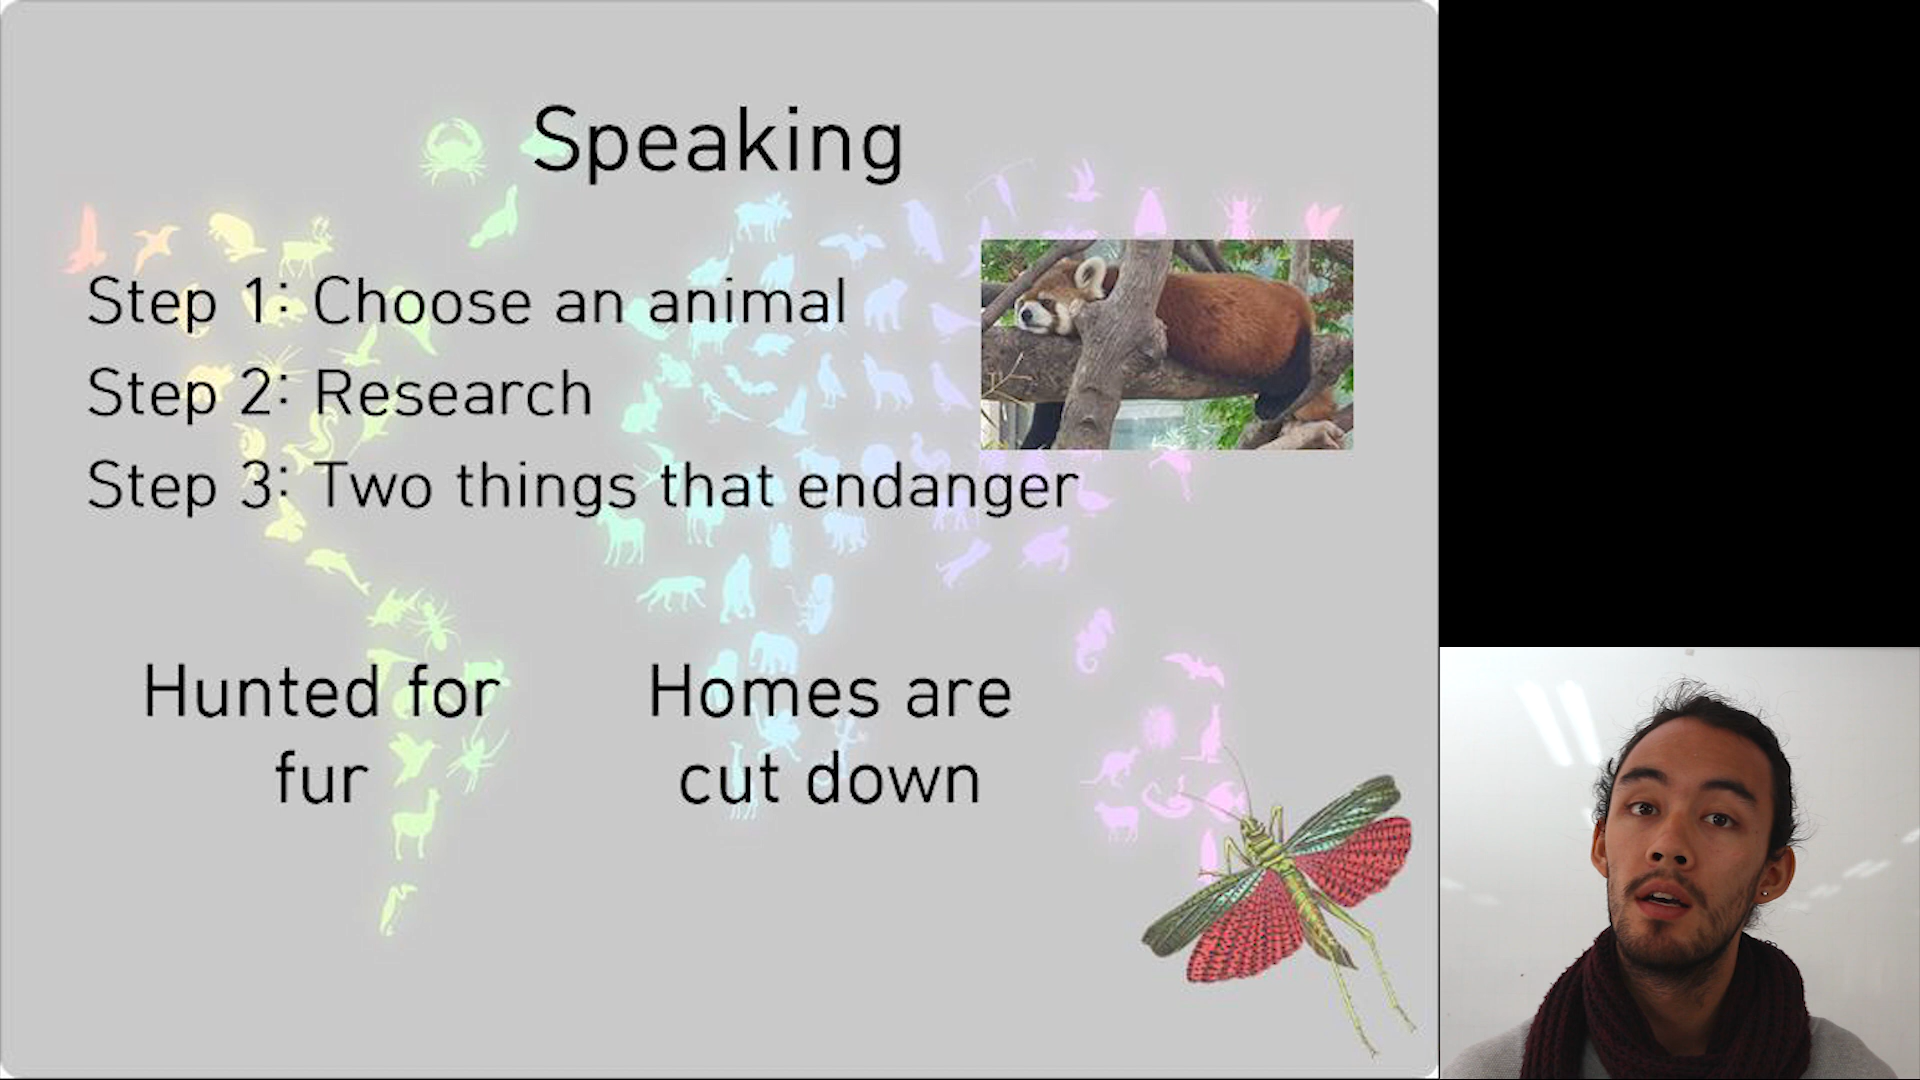 Speaking
Step 1: Choose an animal
Step 2: Research
Step 3: Two things that endanger
Hunted for
fur
Homes are
cut down